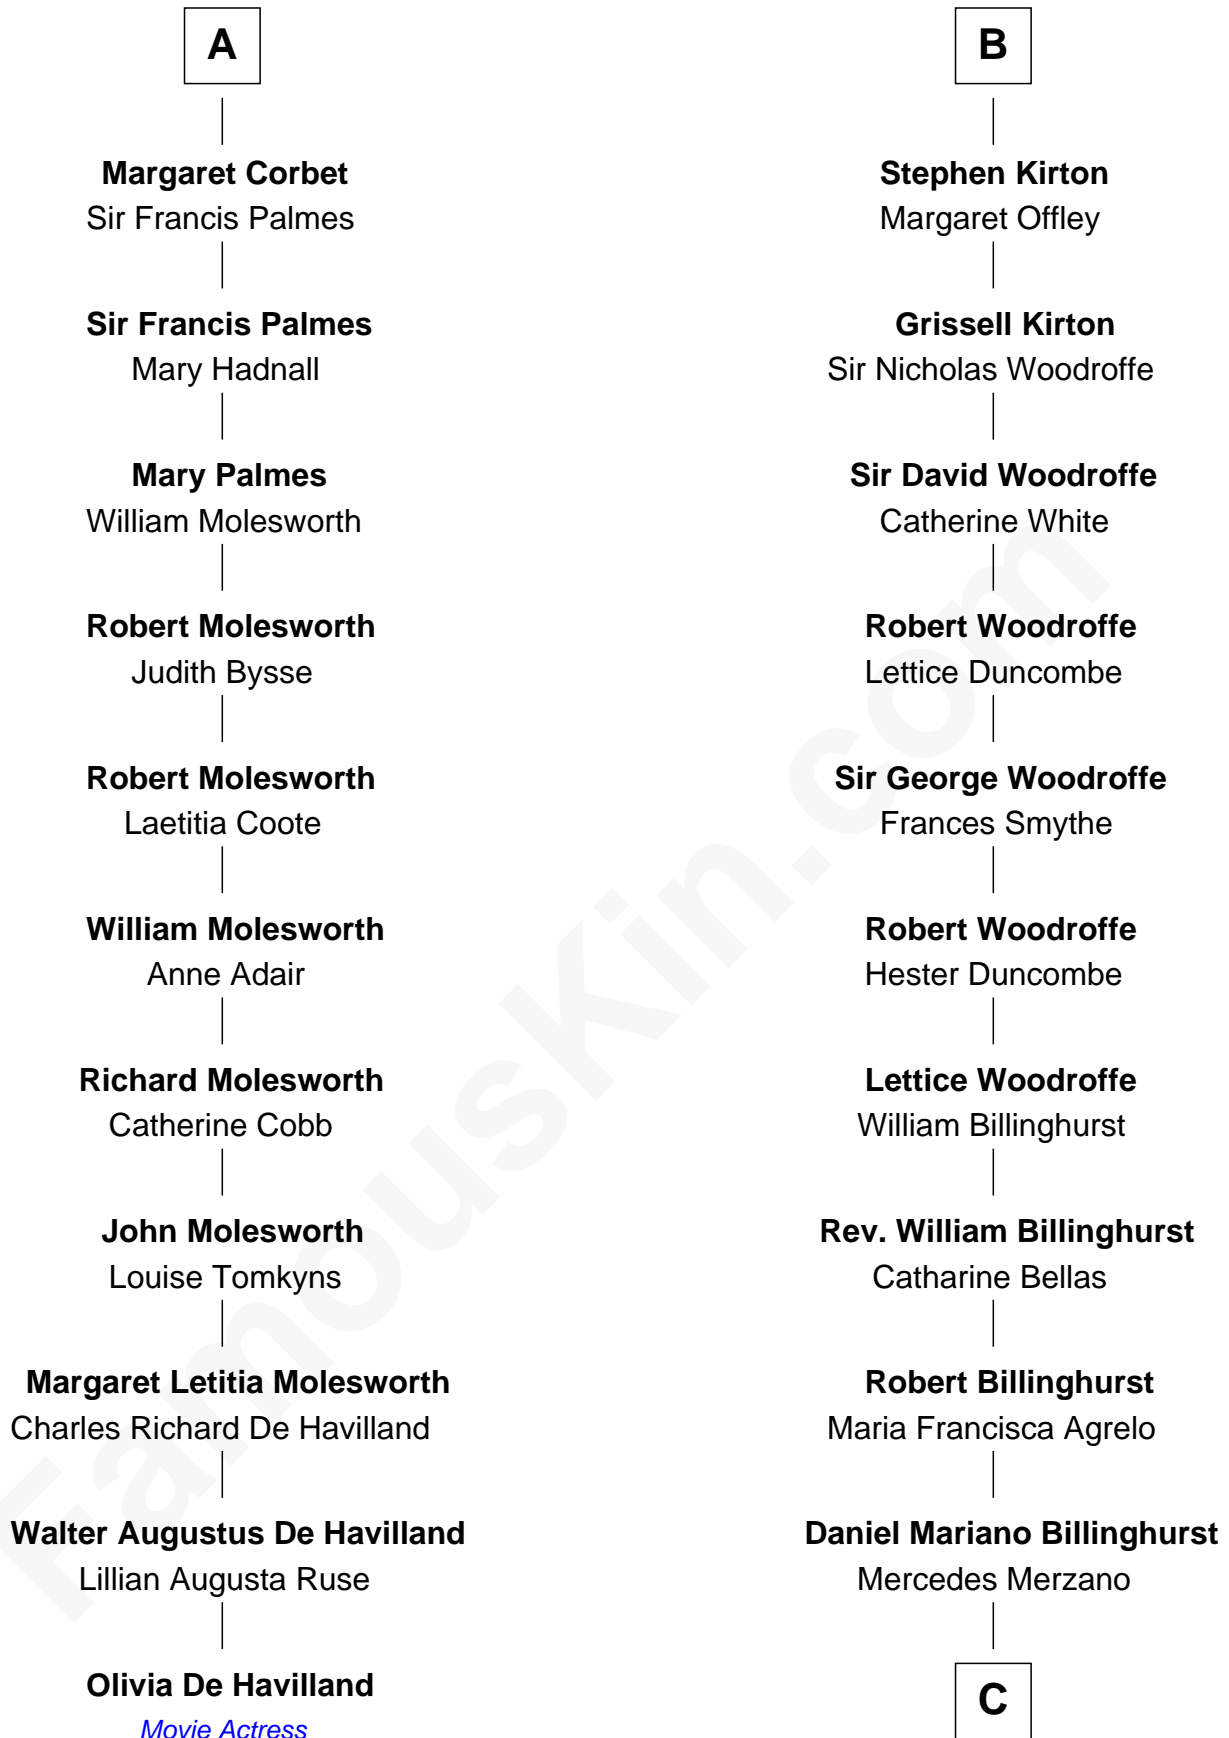 A
Margaret Corbet
Sir Francis Palmes
Sir Francis Palmes
Mary Hadnall
Mary Palmes
William Molesworth
Robert Molesworth
Judith Bysse
Robert Molesworth
Laetitia Coote
William Molesworth
Anne Adair
Richard Molesworth
Catherine Cobb
John Molesworth
Louise Tomkyns
Margaret Letitia Molesworth
Charles Richard De Havilland
Walter Augustus De Havilland
Lillian Augusta Ruse
Olivia De Havilland
Movie Actress
B
Stephen Kirton
Margaret Offley
Grissell Kirton
Sir Nicholas Woodroffe
Sir David Woodroffe
Catherine White
Robert Woodroffe
Lettice Duncombe
Sir George Woodroffe
Frances Smythe
Robert Woodroffe
Hester Duncombe
Lettice Woodroffe
William Billinghurst
Rev. William Billinghurst
Catharine Bellas
Robert Billinghurst
Maria Francisca Agrelo
Daniel Mariano Billinghurst
Mercedes Merzano
C
FamousKin.com